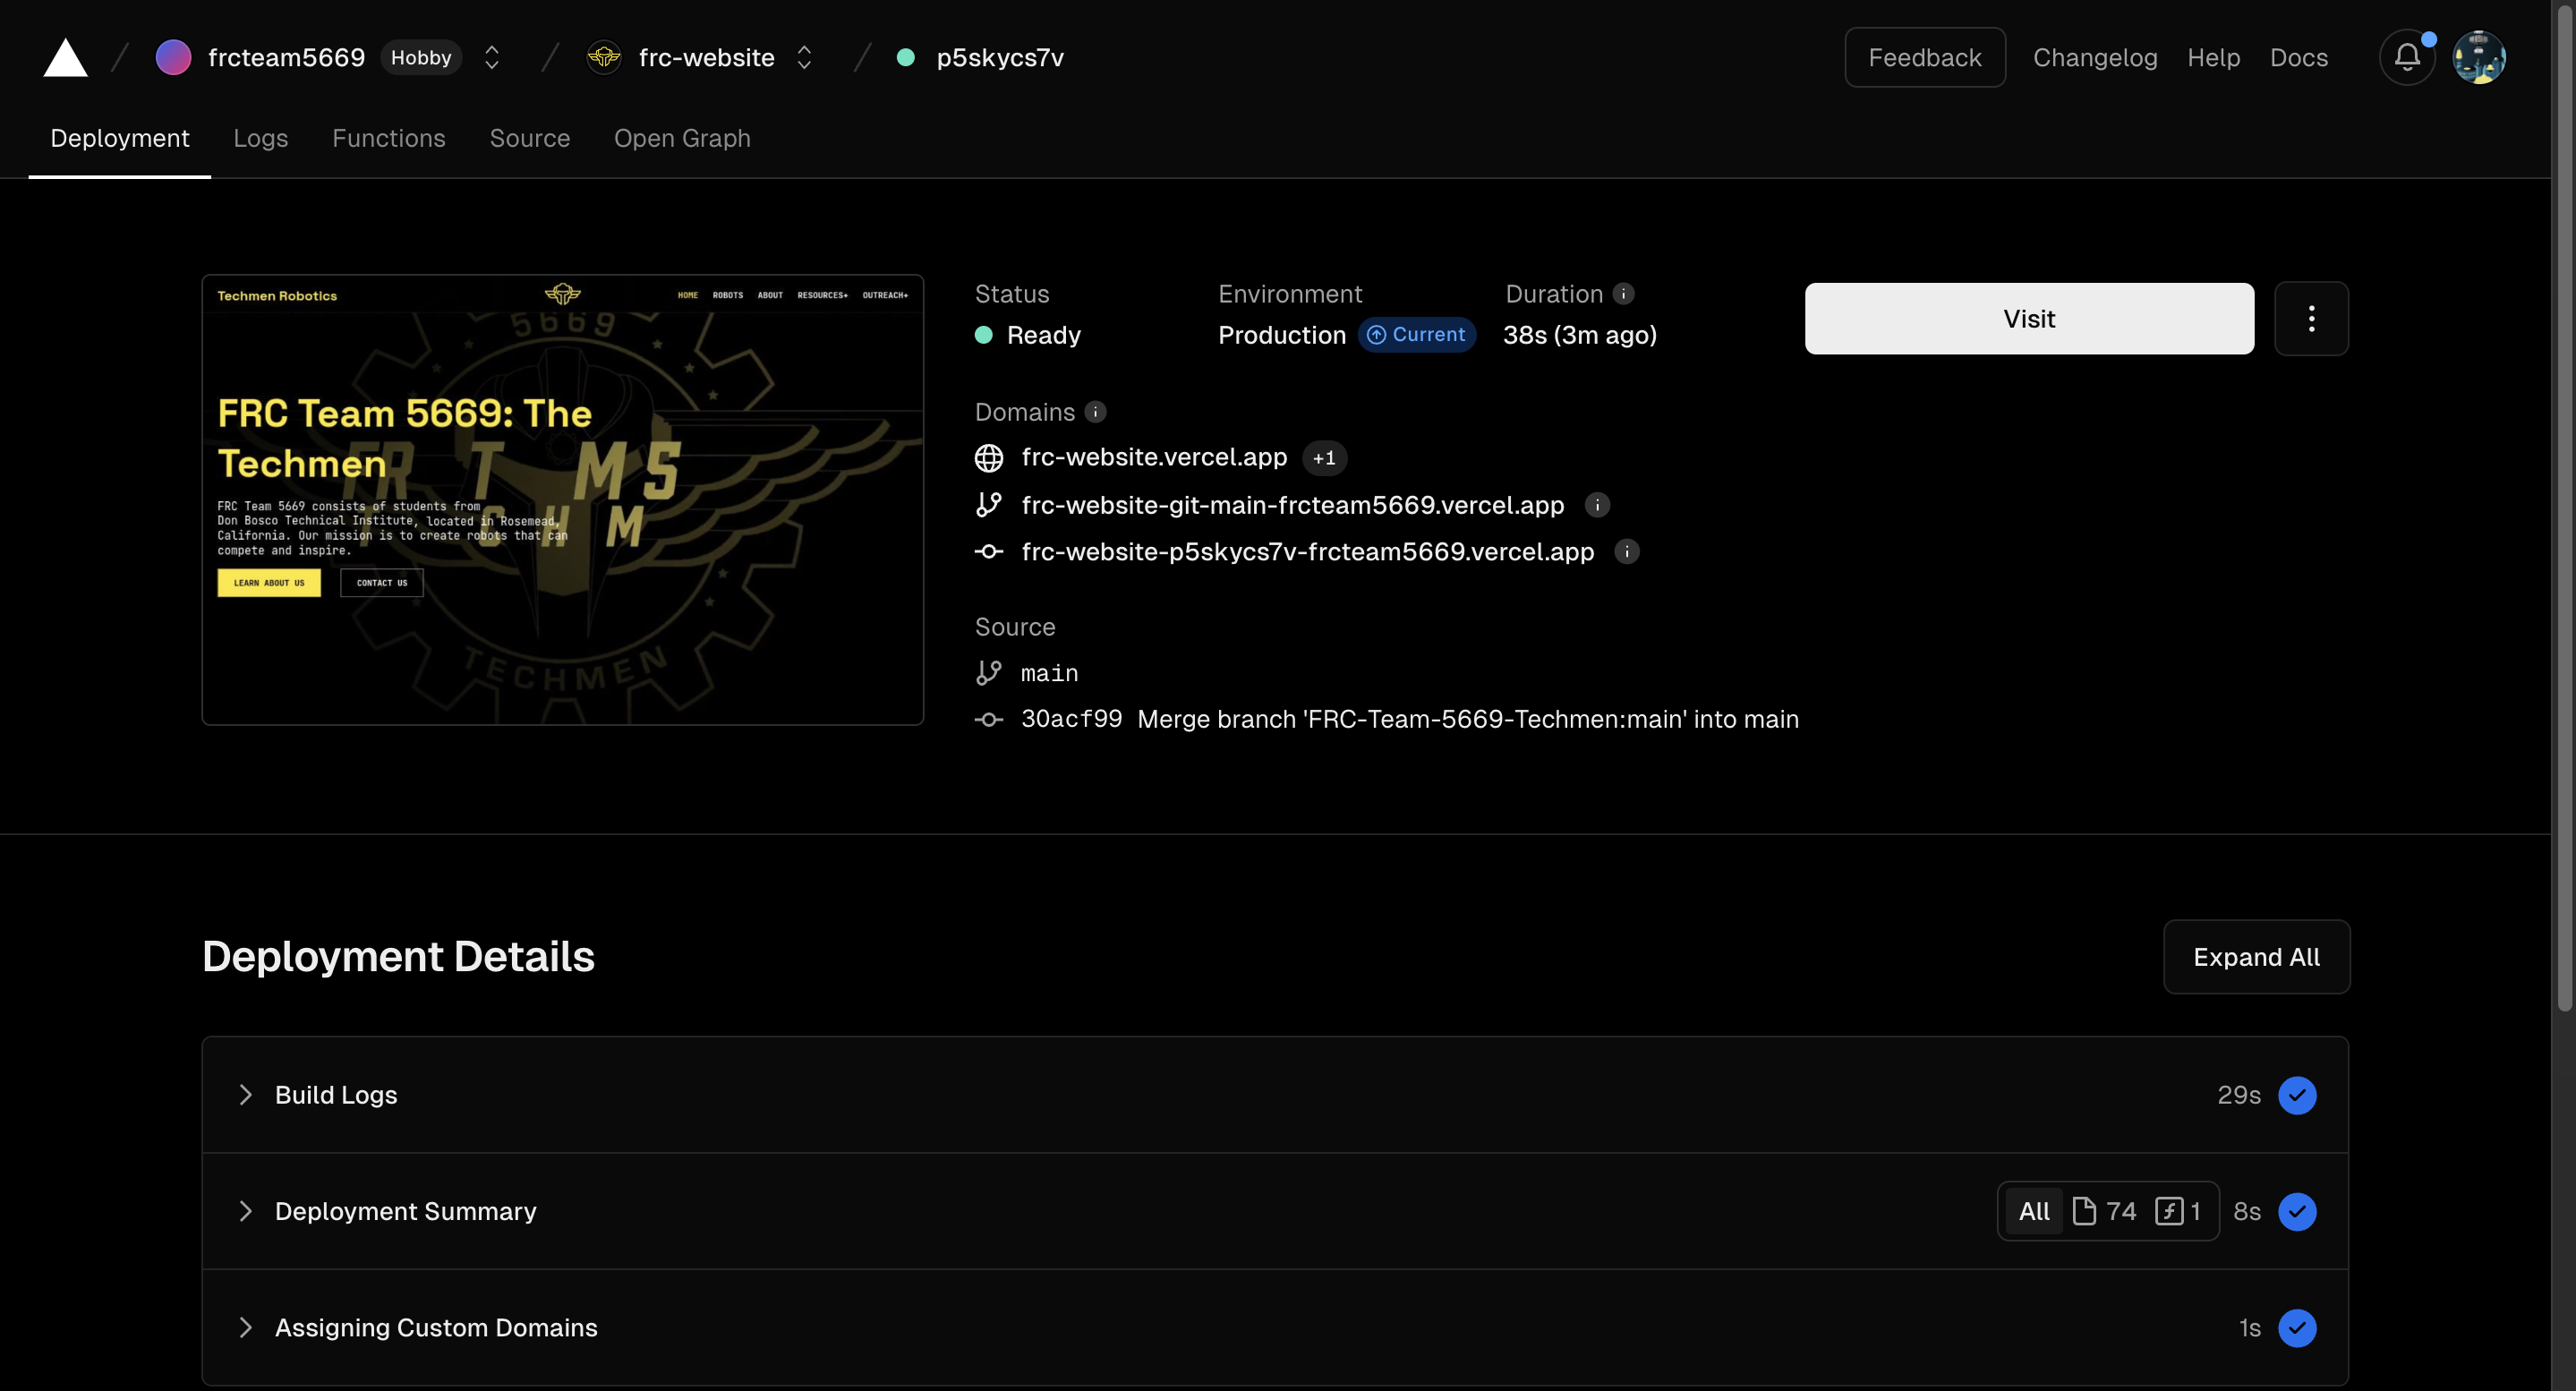 frcteam5669 Hobby frc-website p5skycs7v Feedback Changelog Help Docs
Deployment Logs Functions Source Open Graph
Techmen Robotics HOME ROBOTS ABOUT RESOURCES+ OUTREACH+
5669
FRC Team 5669: The
Techmen
FR T MS
C H M
FRC Team 5669 consists of students from
Don Bosco Technical Institute, located in Rosemead,
California. Our mission is to create robots that can
compete and inspire.
LEARN ABOUT US CONTACT US
TECHMEN
Status Environment Duration
Ready Production Current 38s (3m ago)
Visit
Domains
frc-website.vercel.app +1
frc-website-git-main-frcteam5669.vercel.app
frc-website-p5skycs7v-frcteam5669.vercel.app
Source
main
30acf99 Merge branch 'FRC-Team-5669-Techmen:main' into main
Deployment Details Expand All
Build Logs 29s
Deployment Summary All 74 1 8s
Assigning Custom Domains 1s